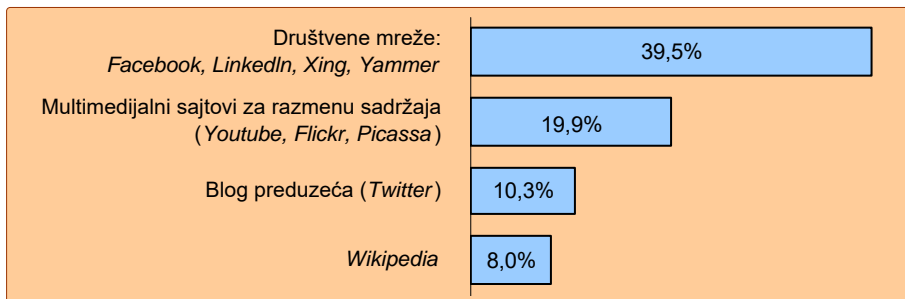 Društvene mreže:
Facebook, LinkedIn, Xing, Yammer
39,5%
Multimedijalni sajtovi za razmenu sadržaja
(Youtube, Flickr, Picassa)
19,9%
Blog preduzeća (Twitter)
10,3%
Wikipedia
8,0%